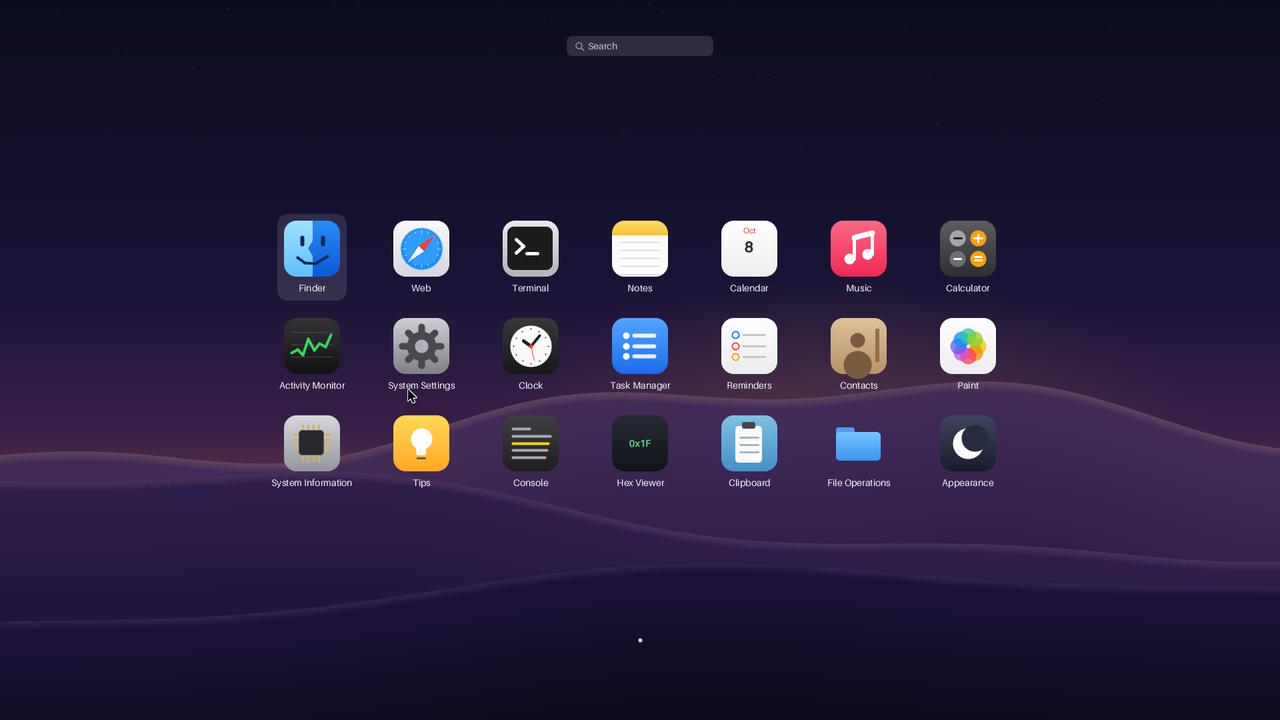 Search
Oct
8
Finder Web Terminal Notes Calendar Music Calculator
Activity Monitor System Settings Clock Task Manager Reminders Contacts Paint
0x1F
System Information Tips Console Hex Viewer Clipboard File Operations Appearance